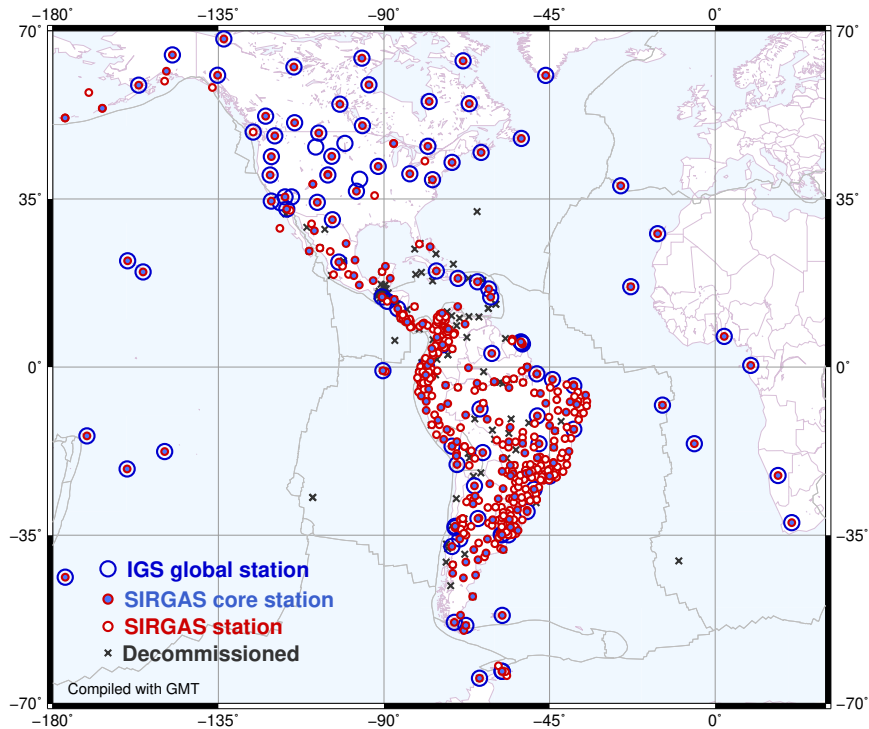 −180° −135° −90° −45° 0°
70° 70°
35° 35°
0° 0°
−35° −35°
IGS global station
SIRGAS core station
SIRGAS station
Decommissioned
Compiled with GMT
−70° −70°
−180° −135° −90° −45° 0°